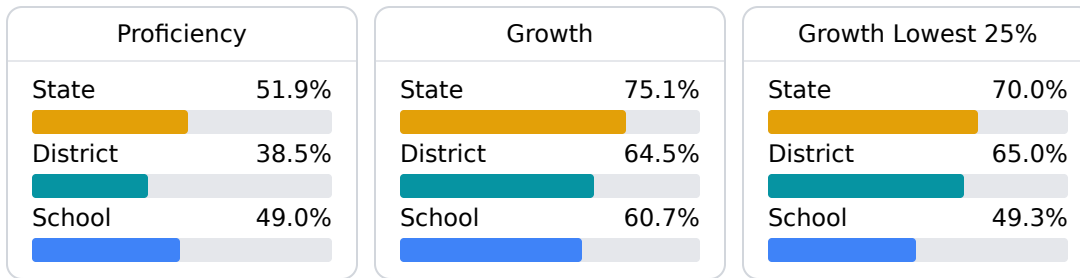 Proficiency
State 51.9%
District 38.5%
School 49.0%
Growth
State 75.1%
District 64.5%
School 60.7%
Growth Lowest 25%
State 70.0%
District 65.0%
School 49.3%